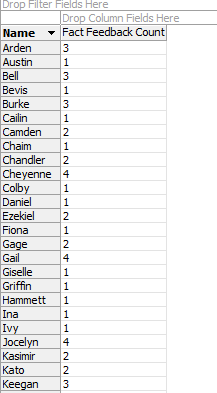 Drop Filter Fields Here
Drop Column Fields Here
Name Fact Feedback Count
Arden 3
Austin 1
Bell 3
Bevis 1
Burke 3
Cailin 1
Camden 2
Chaim 1
Chandler 2
Cheyenne 4
Colby 1
Daniel 1
Ezekiel 2
Fiona 1
Gage 2
Gail 4
Giselle 1
Griffin 1
Hammett 1
Ina 1
Ivy 1
Jocelyn 4
Kasimir 2
Kato 2
Keegan 3